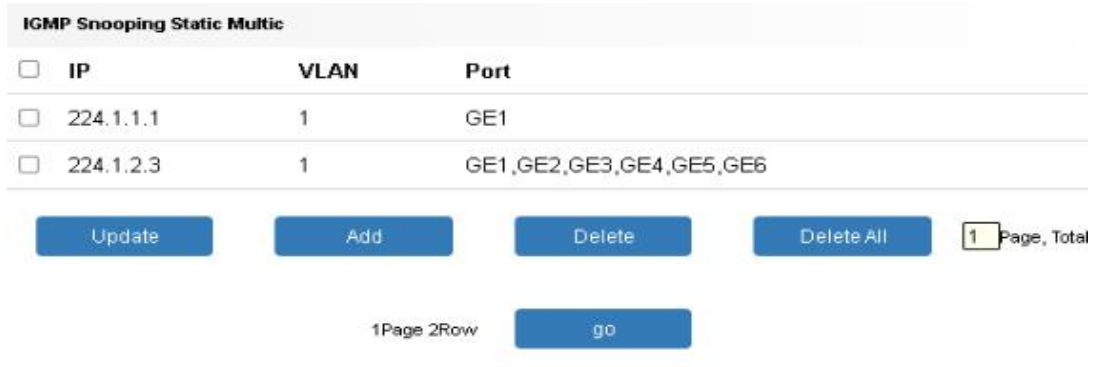 IGMP Snooping Static Multic
IP VLAN Port
224.1.1.1 1 GE1
224.1.2.3 1 GE1,GE2,GE3,GE4,GE5,GE6
Update Add Delete Delete All 1 Page, Total
1Page 2Row go